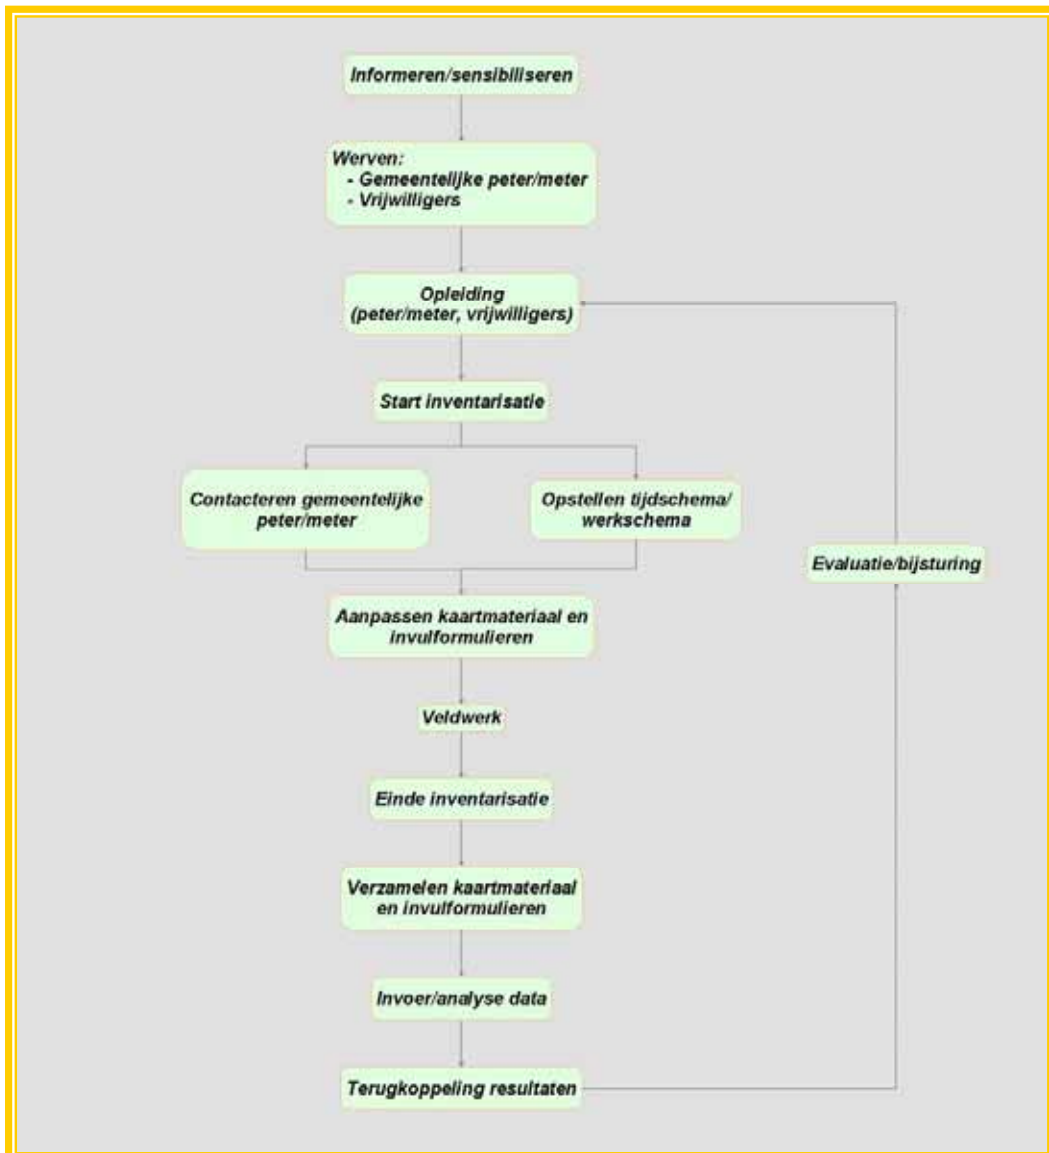 Informeren/sensibiliseren
Werven:
- Gemeentelijke peter/meter
- Vrijwilligers
Opleiding
(peter/meter, vrijwilligers)
Start inventarisatie
Contacteren gemeentelijke
peter/meter
Opstellen tijdschema/
werkschema
Evaluatie/bijsturing
Aanpassen kaartmateriaal en
invulformulieren
Veldwerk
Einde inventarisatie
Verzamelen kaartmateriaal
en invulformulieren
Invoer/analyse data
Terugkoppeling resultaten